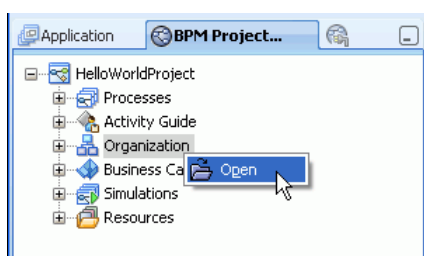 Application
BPM Project...
HelloWorldProject
Processes
Activity Guide
Organization
Business Ca
Open
Simulations
Resources